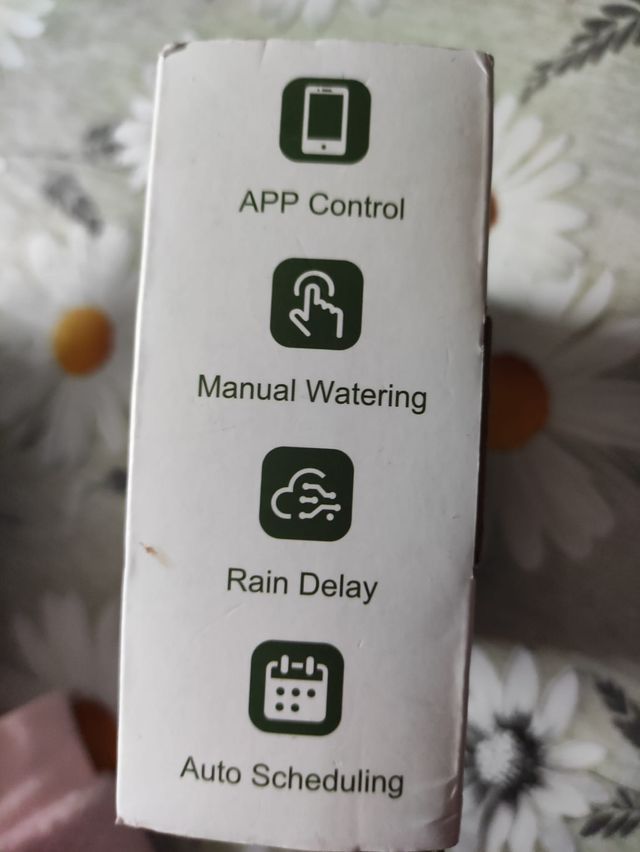 APP Control
Manual Watering
Rain Delay
Auto Scheduling